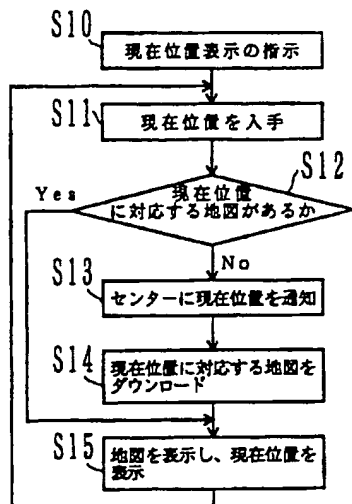 S10
現在位置表示の指示
S11
現在位置を入手
S12
現在位置
に対応する地図があるか
Yes
No
S13
センターに現在位置を通知
S14
現在位置に対応する地図を
ダウンロード
S15
地図を表示し、現在位置を
表示